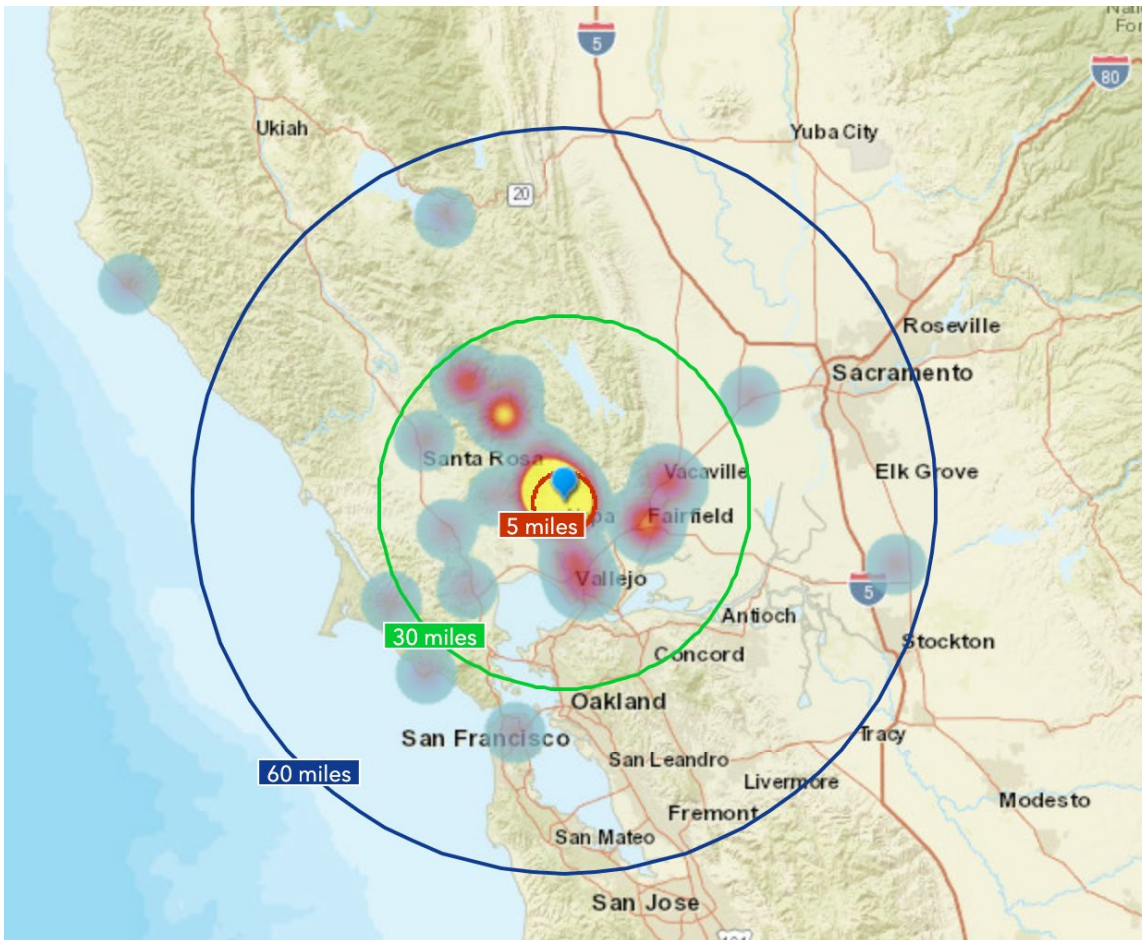 5
80
Ukiah
Yuba City
20
Roseville
Sacramento
Santa Rosa
Vacaville
Elk Grove
5 miles
Fairfield
Vallejo
5
Antioch
30 miles
Stockton
Concord
Oakland
San Francisco
Tracy
San Leandro
60 miles
Livermore
Modesto
Fremont
San Mateo
San Jose